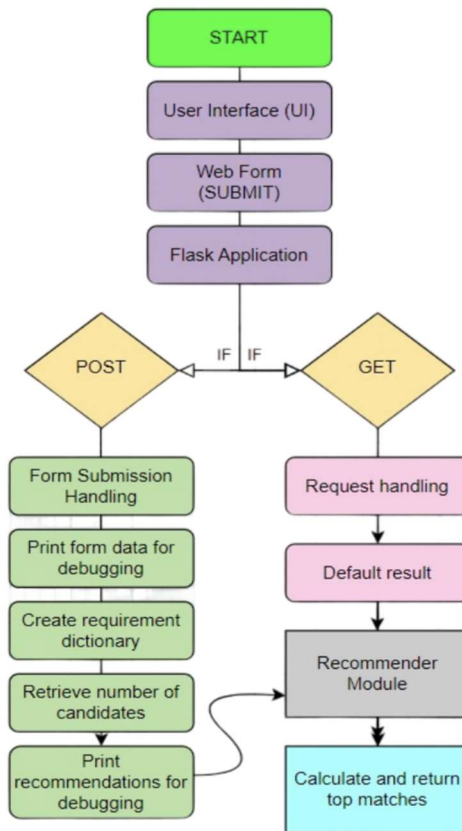 START
User Interface (UI)
Web Form
(SUBMIT)
Flask Application
IF IF
POST
GET
Form Submission
Handling
Print form data for
debugging
Create requirement
dictionary
Retrieve number of
candidates
Print
recommendations for
debugging
Request handling
Default result
Recommender
Module
Calculate and return
top matches